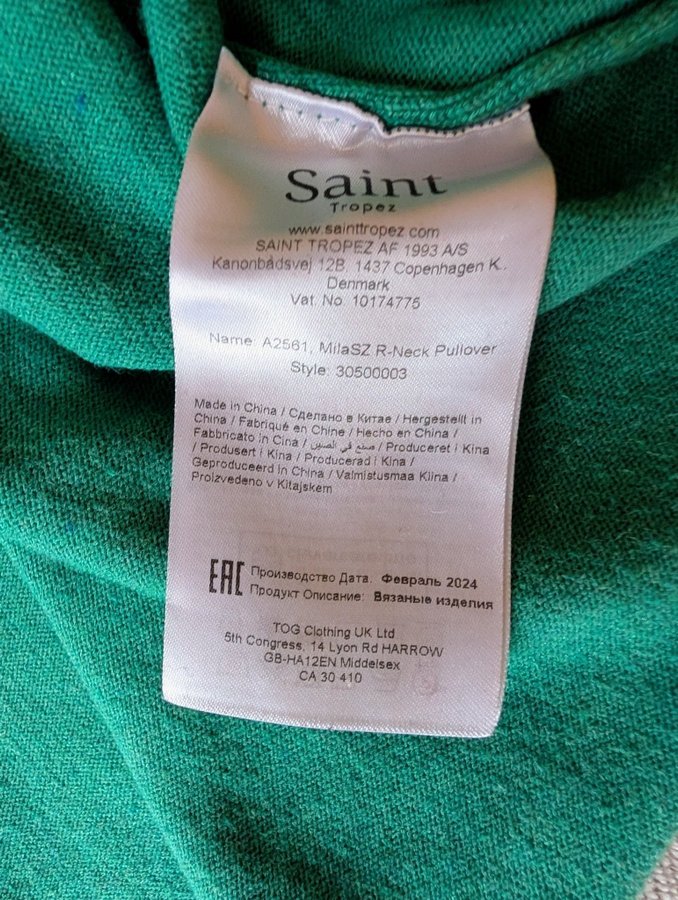 Saint
Tropez
www.sainttropez.com
SAINT TROPEZ AF 1993 A/S
Kanonbådsvej 12B, 1437 Copenhagen K.,
Denmark
Vat. No. 10174775
Name: A2561, MilaSZ R-Neck Pullover
Style: 30500003
Made in China / Сделано в Китае / Hergestellt in
China / Fabriqué en Chine / Hecho en China /
Fabbricato in Cina / صنع في الصين / Produceret i Kina
/ Produsert i Kina / Producerad i Kina /
Geproduceerd in China / Valmistusmaa Kiina /
Proizvedeno v Kitajskem
EAC Производство Дата: Февраль 2024
Продукт Описание: Вязаные изделия
TOG Clothing UK Ltd
5th Congress, 14 Lyon Rd HARROW
GB-HA12EN Middelsex
CA 30 410